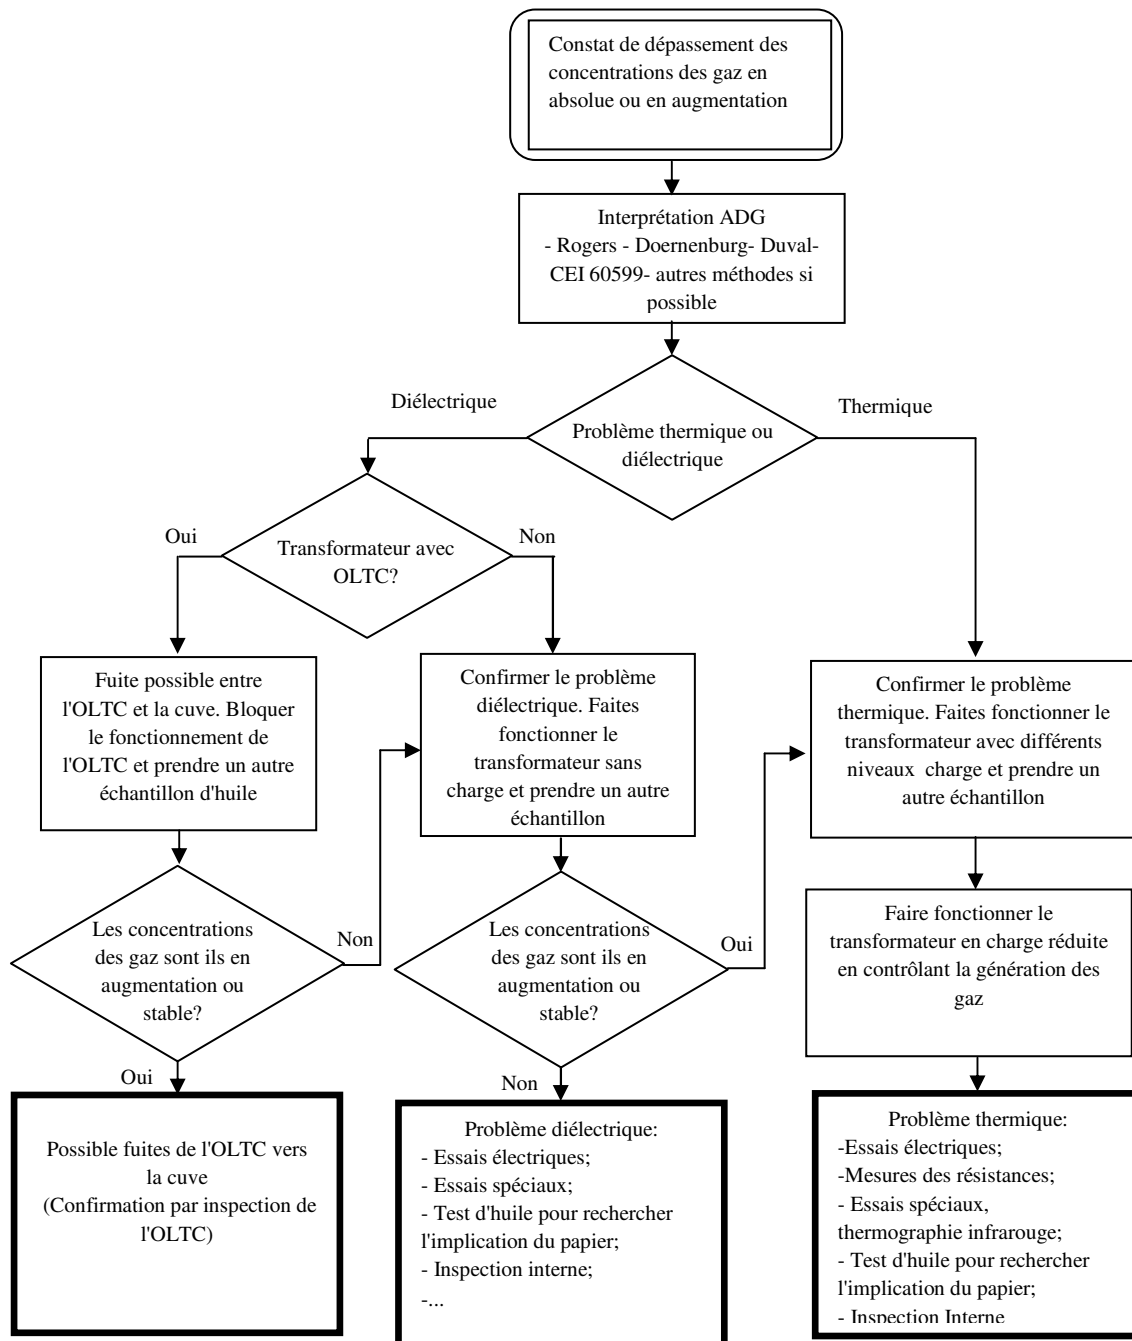 Constat de dépassement des
concentrations des gaz en
absolue ou en augmentation
Interprétation ADG
- Rogers - Doernenburg- Duval-
CEI 60599- autres méthodes si
possible
Diélectrique
Thermique
Problème thermique ou
diélectrique
Oui
Non
Transformateur avec
OLTC?
Fuite possible entre
l'OLTC et la cuve. Bloquer
le fonctionnement de
l'OLTC et prendre un autre
échantillon d'huile
Confirmer le problème
diélectrique. Faites
fonctionner le
transformateur sans
charge et prendre un autre
échantillon
Confirmer le problème
thermique. Faites fonctionner le
transformateur avec différents
niveaux charge et prendre un
autre échantillon
Les concentrations
des gaz sont ils en
augmentation ou
stable?
Non
Les concentrations
des gaz sont ils en
augmentation ou
stable?
Oui
Faire fonctionner le
transformateur en charge réduite
en contrôlant la génération des
gaz
Oui
Non
Possible fuites de l'OLTC vers
la cuve
(Confirmation par inspection de
l'OLTC)
Problème diélectrique:
- Essais électriques;
- Essais spéciaux;
- Test d'huile pour rechercher
l'implication du papier;
- Inspection interne;
-...
Problème thermique:
-Essais électriques;
-Mesures des résistances;
- Essais spéciaux,
thermographie infrarouge;
- Test d'huile pour rechercher
l'implication du papier;
- Inspection Interne